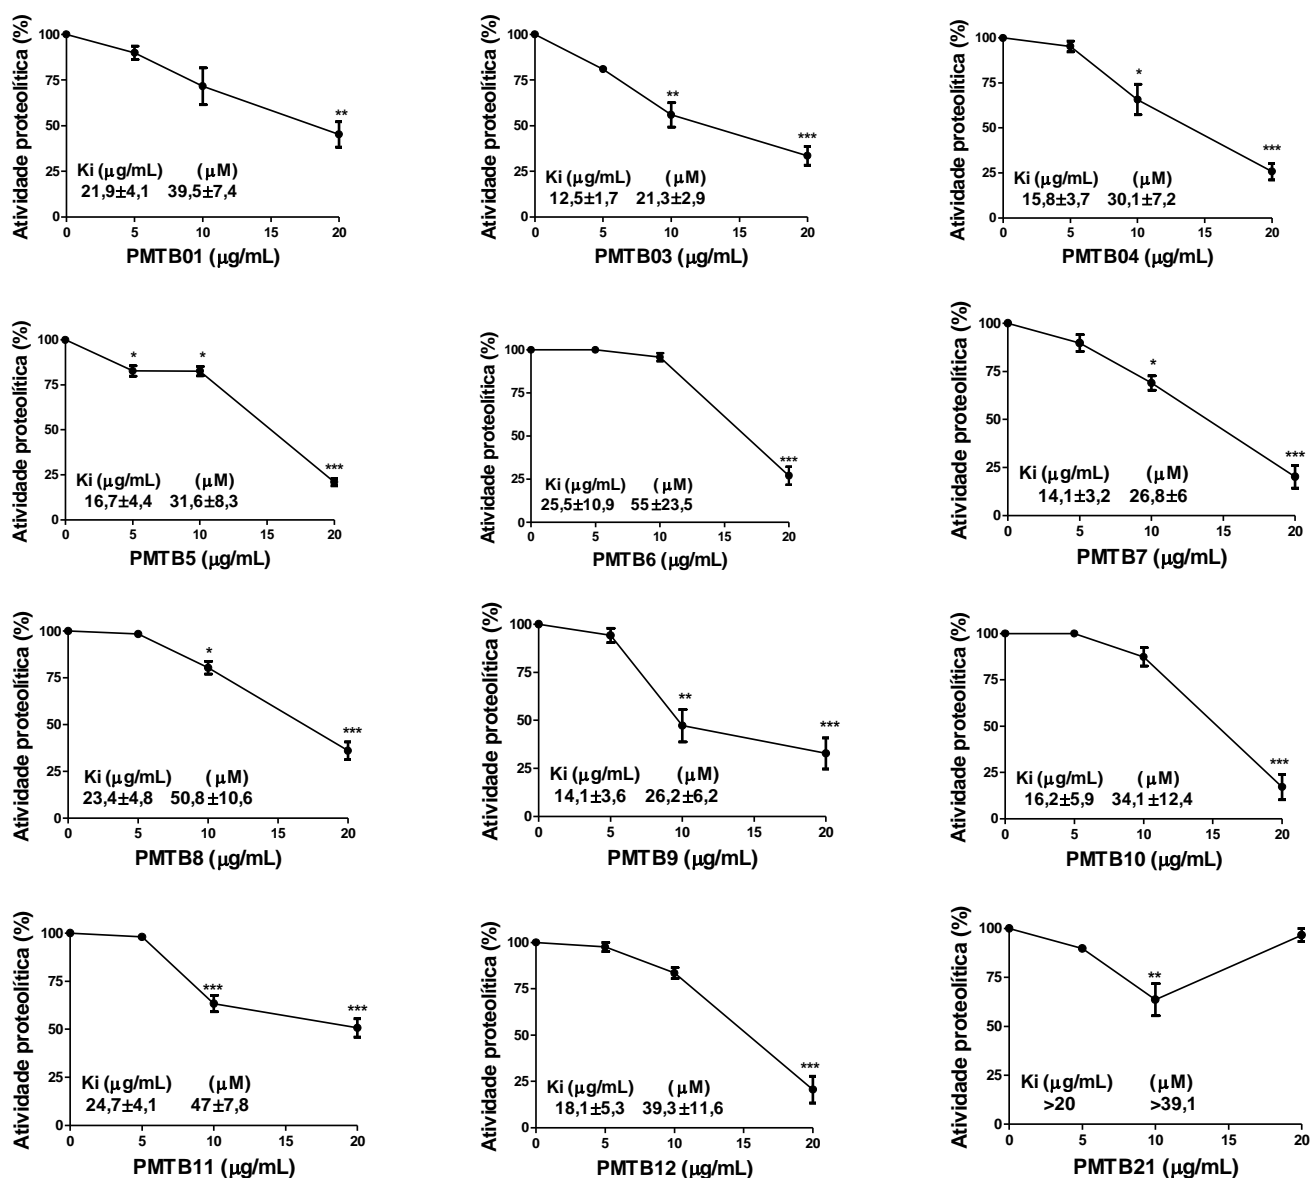 Atividade proteolítica (%)
100
**
75
50
25
0
Ki (μg/mL) (μM)
21,9±4,1 39,5±7,4
0 5 10 15 20
PMTB01 (μg/mL)
Atividade proteolítica (%)
100
75
**
50
***
25
0
Ki (μg/mL) (μM)
12,5±1,7 21,3±2,9
0 5 10 15 20
PMTB03 (μg/mL)
Atividade proteolítica (%)
100
*
75
50
***
25
0
Ki (μg/mL) (μM)
15,8±3,7 30,1±7,2
0 5 10 15 20
PMTB04 (μg/mL)
Atividade proteolítica (%)
100
* *
75
50
25
***
0
Ki (μg/mL) (μM)
16,7±4,4 31,6±8,3
0 5 10 15 20
PMTB5 (μg/mL)
Atividade proteolítica (%)
100
75
50
***
25
0
Ki (μg/mL) (μM)
25,5±10,9 55±23,5
0 5 10 15 20
PMTB6 (μg/mL)
Atividade proteolítica (%)
100
*
75
50
***
25
0
Ki (μg/mL) (μM)
14,1±3,2 26,8±6
0 5 10 15 20
PMTB7 (μg/mL)
Atividade proteolítica (%)
100
*
75
50
***
25
0
Ki (μg/mL) (μM)
23,4±4,8 50,8±10,6
0 5 10 15 20
PMTB8 (μg/mL)
Atividade proteolítica (%)
100
75
**
50
***
25
0
Ki (μg/mL) (μM)
14,1±3,6 26,2±6,2
0 5 10 15 20
PMTB9 (μg/mL)
Atividade proteolítica (%)
100
75
50
***
25
0
Ki (μg/mL) (μM)
16,2±5,9 34,1±12,4
0 5 10 15 20
PMTB10 (μg/mL)
Atividade proteolítica (%)
100
75
***
50
***
25
0
Ki (μg/mL) (μM)
24,7±4,1 47±7,8
0 5 10 15 20
PMTB11 (μg/mL)
Atividade proteolítica (%)
100
75
50
***
25
0
Ki (μg/mL) (μM)
18,1±5,3 39,3±11,6
0 5 10 15 20
PMTB12 (μg/mL)
Atividade proteolítica (%)
100
75
**
50
25
0
Ki (μg/mL) (μM)
>20 >39,1
0 5 10 15 20
PMTB21 (μg/mL)